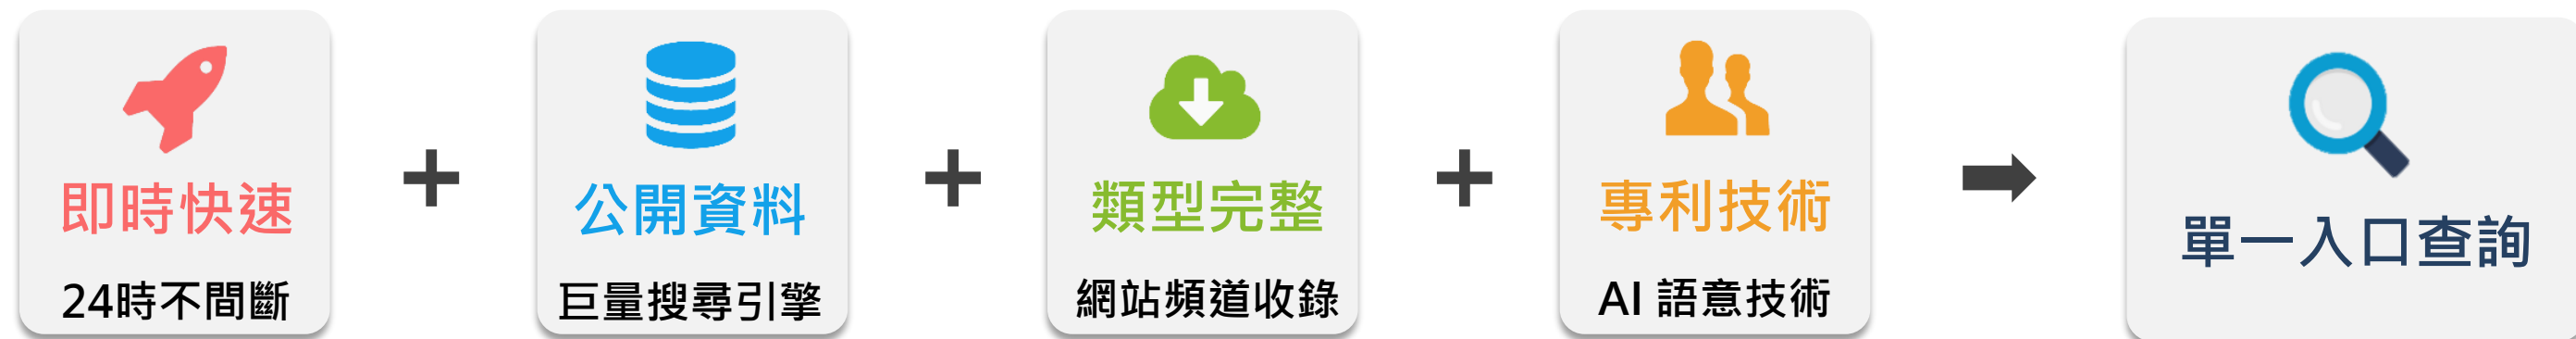 即時快速
24時不間斷
公開資料
巨量搜尋引擎
類型完整
網站頻道收錄
專利技術
AI 語意技術
單一入口查詢